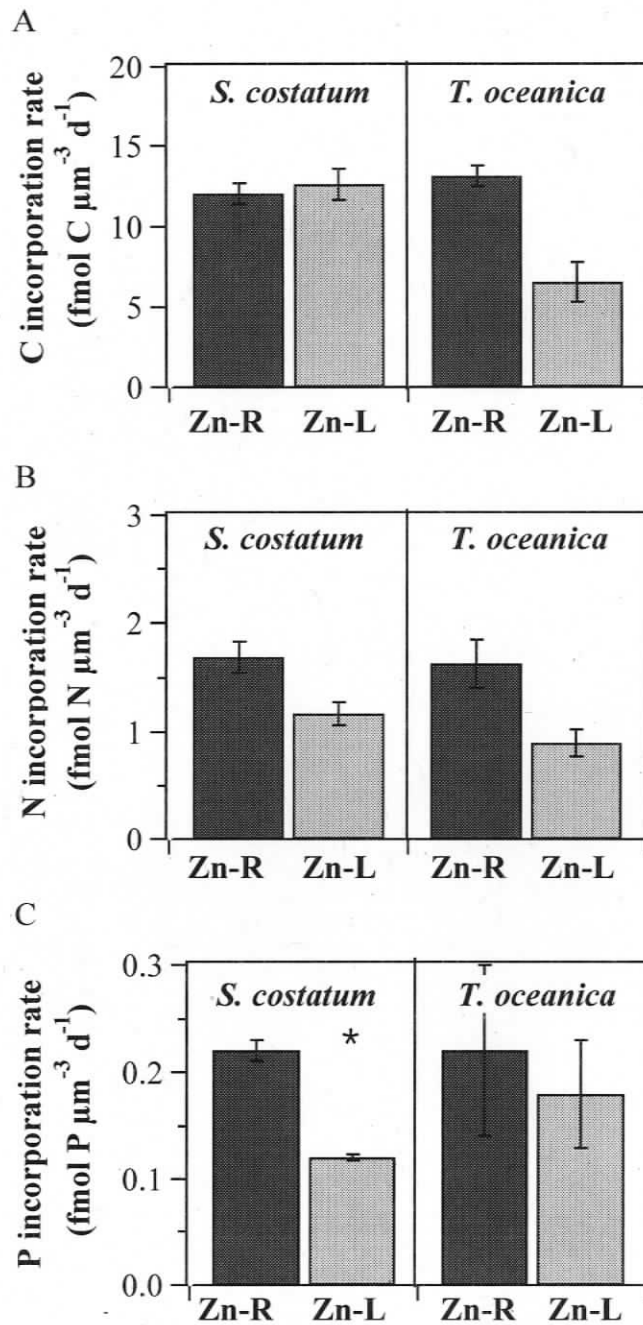 A
C incorporation rate
(fmol C µm⁻³ d⁻¹)
20
15
10
5
0
S. costatum
T. oceanica
Zn-R Zn-L Zn-R Zn-L
B
N incorporation rate
(fmol N µm⁻³ d⁻¹)
3
2
1
0
S. costatum
T. oceanica
Zn-R Zn-L Zn-R Zn-L
C
P incorporation rate
(fmol P µm⁻³ d⁻¹)
0.3
0.2
0.1
0.0
S. costatum
T. oceanica
*
Zn-R Zn-L Zn-R Zn-L